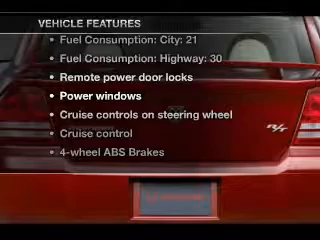 VEHICLE FEATURES
• Fuel Consumption: City: 21
• Fuel Consumption: Highway: 30
• Remote power door locks
• Power windows
• Cruise controls on steering wheel
• Cruise control
• 4-wheel ABS Brakes
R/T